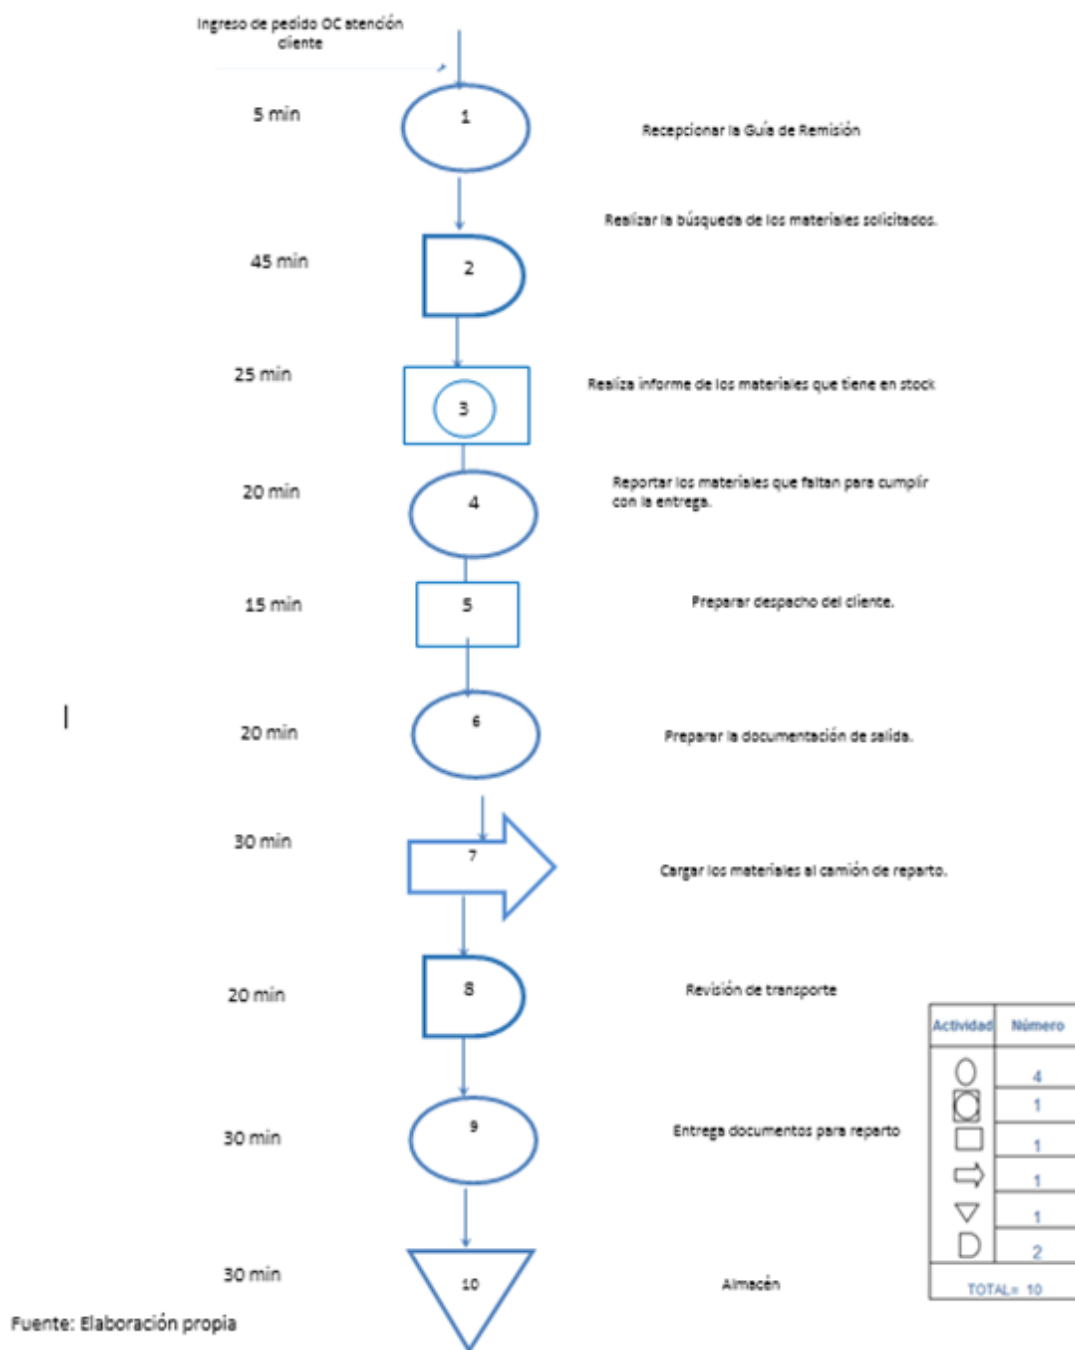 Ingreso de pedido OC atención
cliente
5 min
1
Recepcionar la Guía de Remisión
Realizar la búsqueda de los materiales solicitados.
45 min
2
25 min
3
Realiza informe de los materiales que tiene en stock
20 min
4
Reportar los materiales que faltan para cumplir
con la entrega.
15 min
5
Preparar despacho del cliente.
20 min
6
Preparar la documentación de salida.
30 min
7
Cargar los materiales al camión de reparto.
20 min
8
Revisión de transporte
30 min
9
Entrega documentos para reparto
30 min
10
Almacén
Actividad Número
4
1
1
1
1
2
TOTAL= 10
Fuente: Elaboración propia